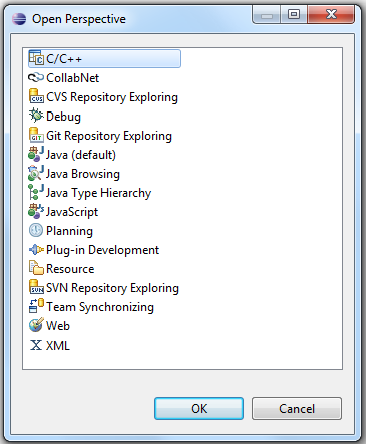 Open Perspective
C/C++
CollabNet
CVS Repository Exploring
Debug
Git Repository Exploring
Java (default)
Java Browsing
Java Type Hierarchy
JavaScript
Planning
Plug-in Development
Resource
SVN Repository Exploring
Team Synchronizing
Web
XML
OK Cancel